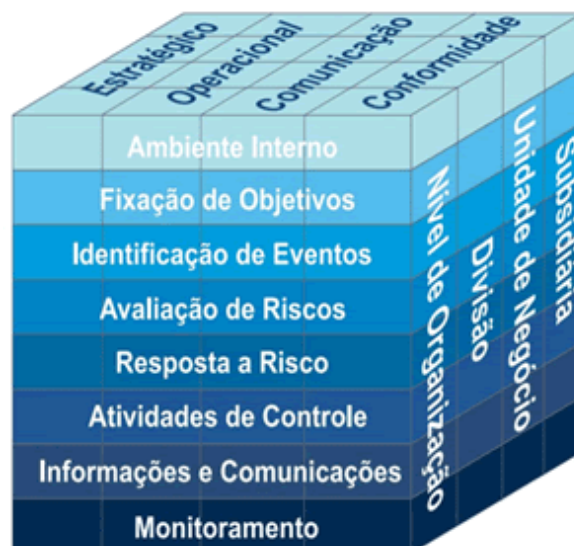 Estratégico
Operacional
Comunicação
Conformidade
Ambiente Interno
Fixação de Objetivos
Identificação de Eventos
Avaliação de Riscos
Resposta a Risco
Atividades de Controle
Informações e Comunicações
Monitoramento
Nível de Organização
Divisão
Unidade de Negócio
Subsidiária